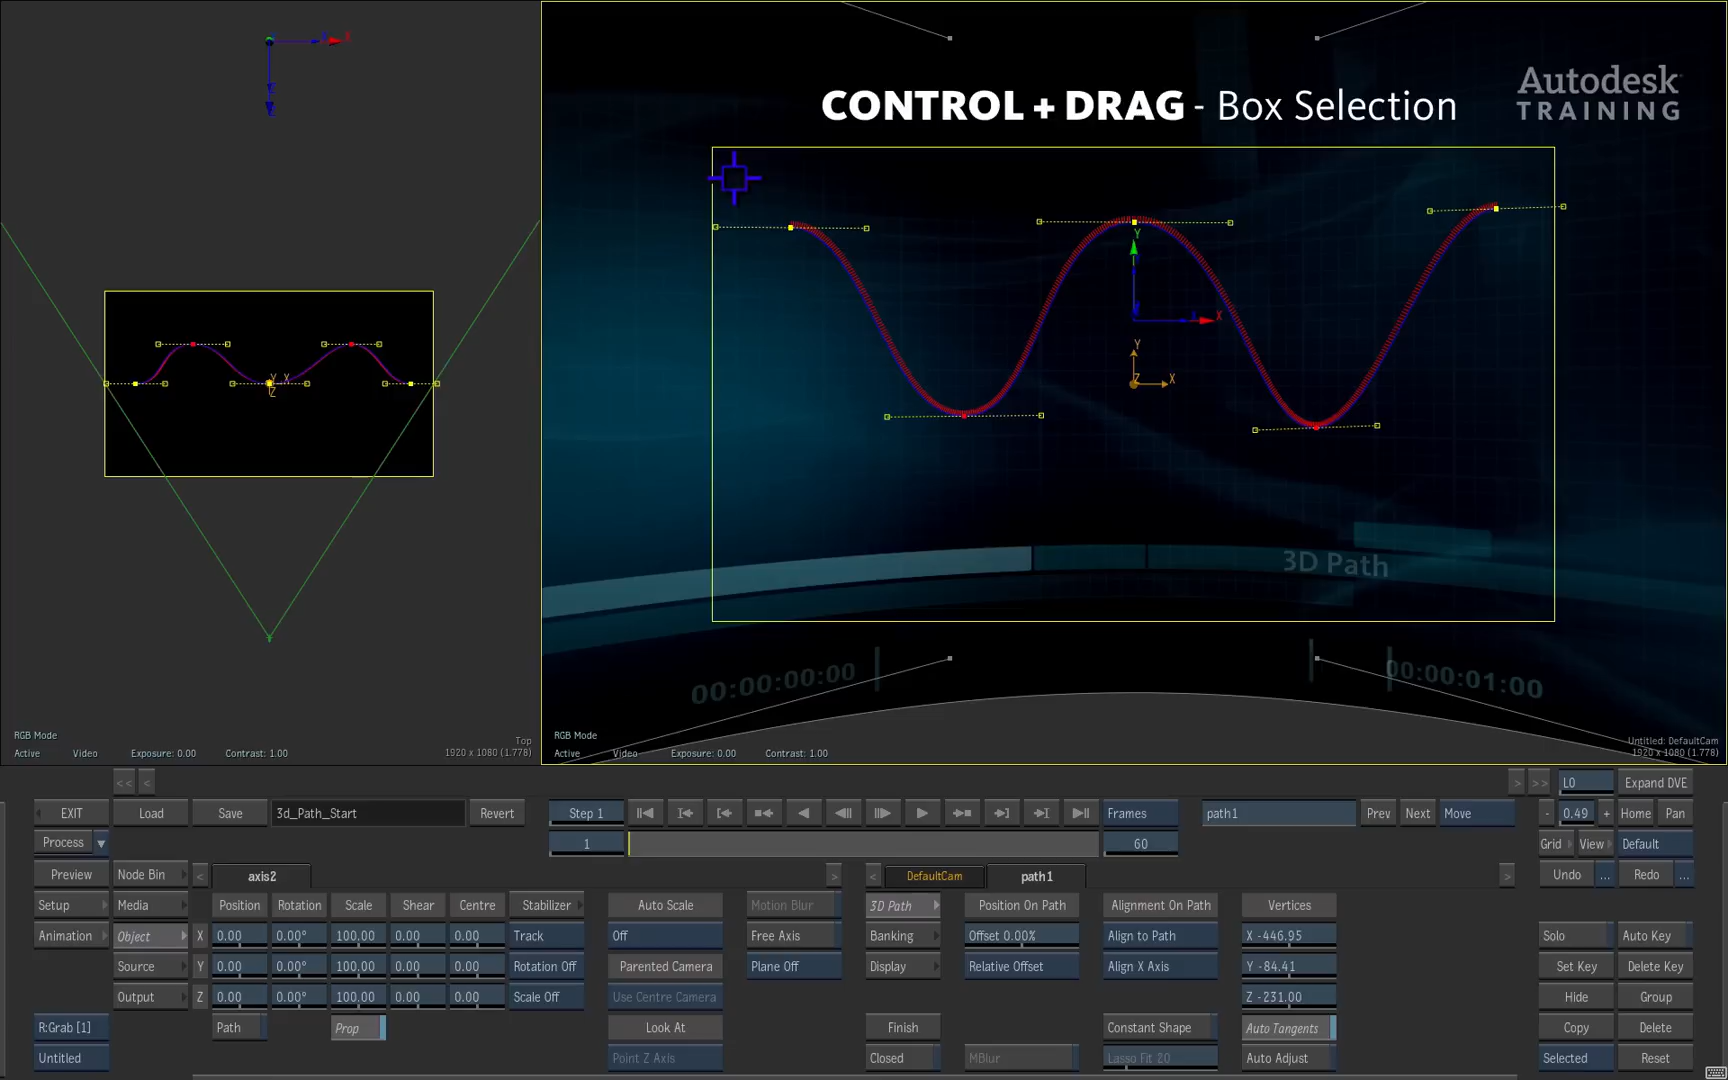 X
Z
Z
CONTROL + DRAG - Box Selection
Autodesk
TRAINING
Y
X
Y
Z
X
Y X
Z
3D Path
00:00:00:00
00:00:01:00
RGB Mode
Active Video Exposure: 0.00 Contrast: 1.00
Top
1920 x 1080 (1.778)
RGB Mode
Active Video Exposure: 0.00 Contrast: 1.00
Untitled: DefaultCam
1920 x 1080 (1.778)
<< < > >> L0 Expand DVE
EXIT Load Save 3d_Path_Start Revert Step 1 Frames path1 Prev Next Move - 0.49 + Home Pan
Process 1 60 Grid View Default
Preview Node Bin < axis2 > < DefaultCam path1 > Undo ... Redo ...
Setup Media Position Rotation Scale Shear Centre Stabilizer Auto Scale Motion Blur 3D Path Position On Path Alignment On Path Vertices
Animation Object X 0.00 0.00° 100.00 0.00 0.00 Track Off Free Axis Banking Offset 0.00% Align to Path X -446.95 Solo Auto Key
Source Y 0.00 0.00° 100.00 0.00 0.00 Rotation Off Parented Camera Plane Off Display Relative Offset Align X Axis Y -84.41 Set Key Delete Key
Output Z 0.00 0.00° 100.00 0.00 0.00 Scale Off Use Centre Camera Z -231.00 Hide Group
R:Grab [1] Path Prop Look At Finish Constant Shape Auto Tangents Copy Delete
Untitled Point Z Axis Closed MBlur Lasso Fit 20 Auto Adjust Selected Reset